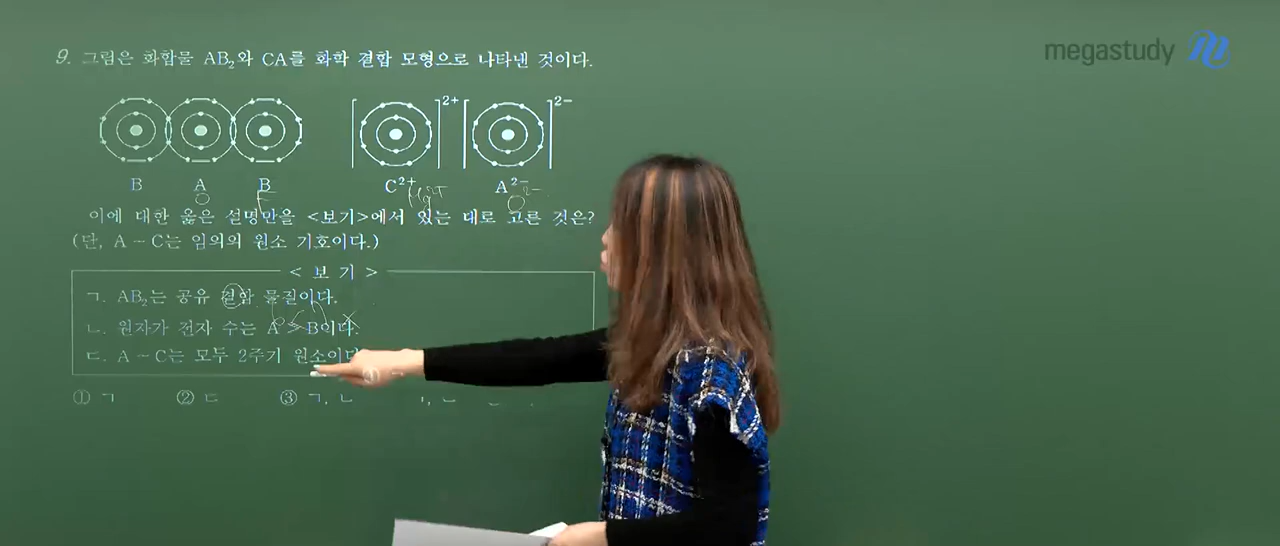 megastudy
9. 그림은 화합물 AB₂와 CA를 화학 결합 모형으로 나타낸 것이다.
2+ 2−
B A B C²⁺ A²⁻
O F Mg²⁺ O²⁻
이에 대한 옳은 설명만을 <보기>에서 있는 대로 고른 것은?
(단, A ~ C는 임의의 원소 기호이다.)
< 보 기 >
ㄱ. AB₂는 공유 결합 물질이다.
ㄴ. 원자가 전자 수는 A > B이다.
ㄷ. A ~ C는 모두 2주기 원소이다
① ㄱ ② ㄷ ③ ㄱ, ㄴ